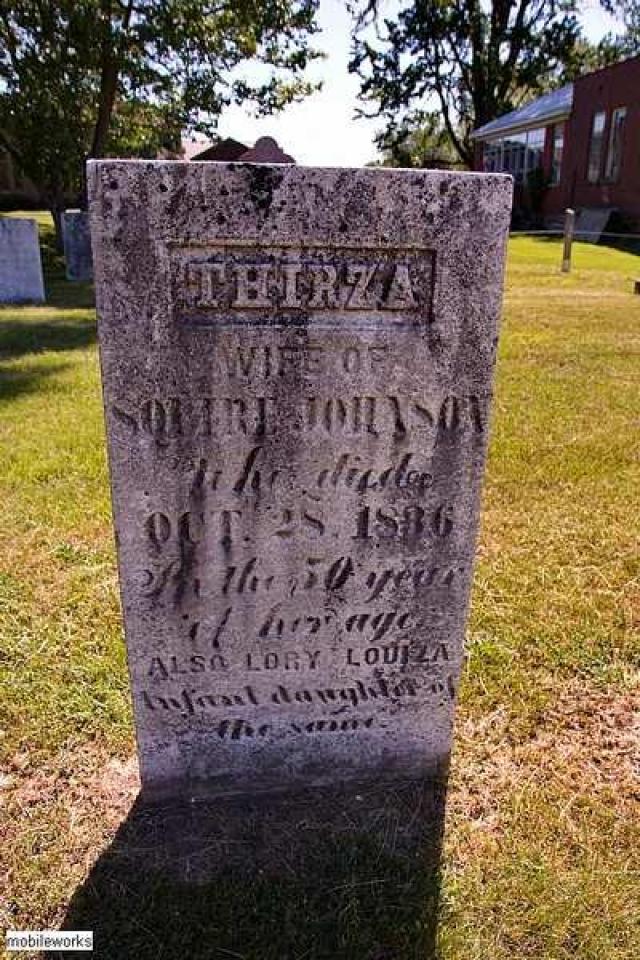 THIRZA
WIFE OF
SQUIRE JOHNSON
who died
OCT. 28, 1836
In the 50 year
of her age
ALSO LORY LOUIZA
Infant daughter of
the same.
mobileworks